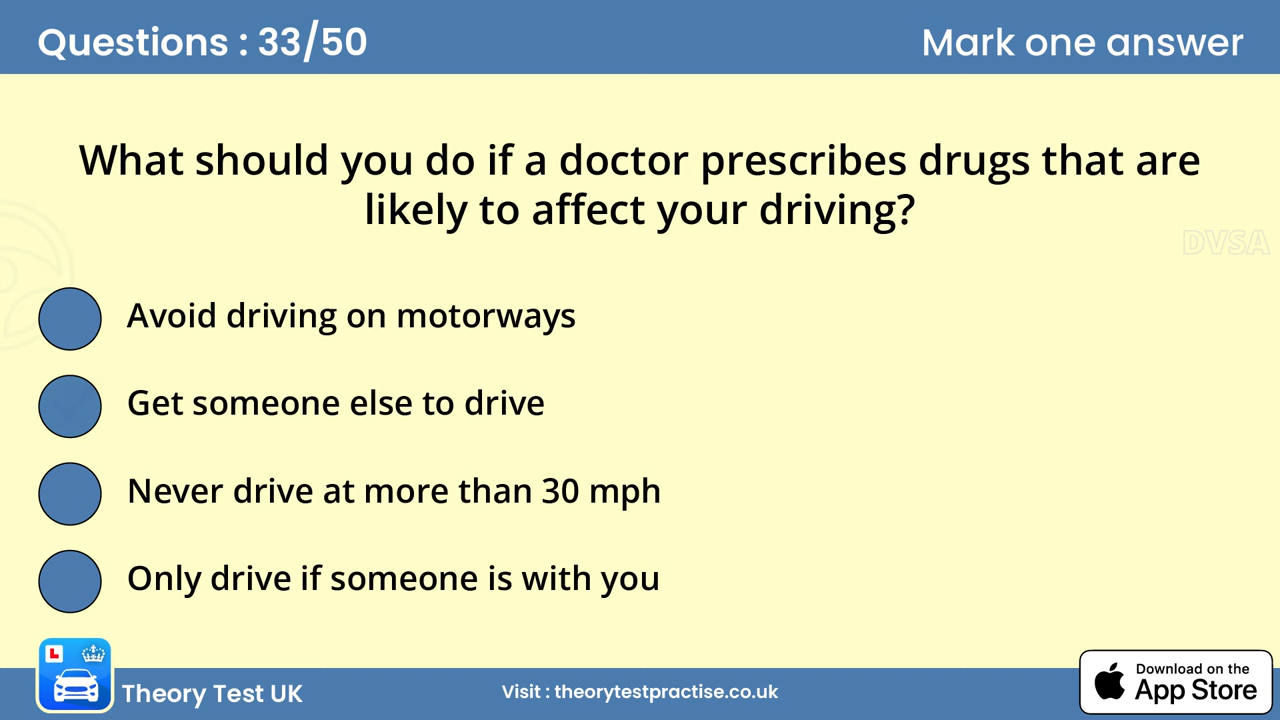 Questions : 33/50
Mark one answer
What should you do if a doctor prescribes drugs that are
likely to affect your driving?
DVSA
Avoid driving on motorways
Get someone else to drive
Never drive at more than 30 mph
Only drive if someone is with you
L
Theory Test UK
Visit : theorytestpractise.co.uk
Download on the
App Store